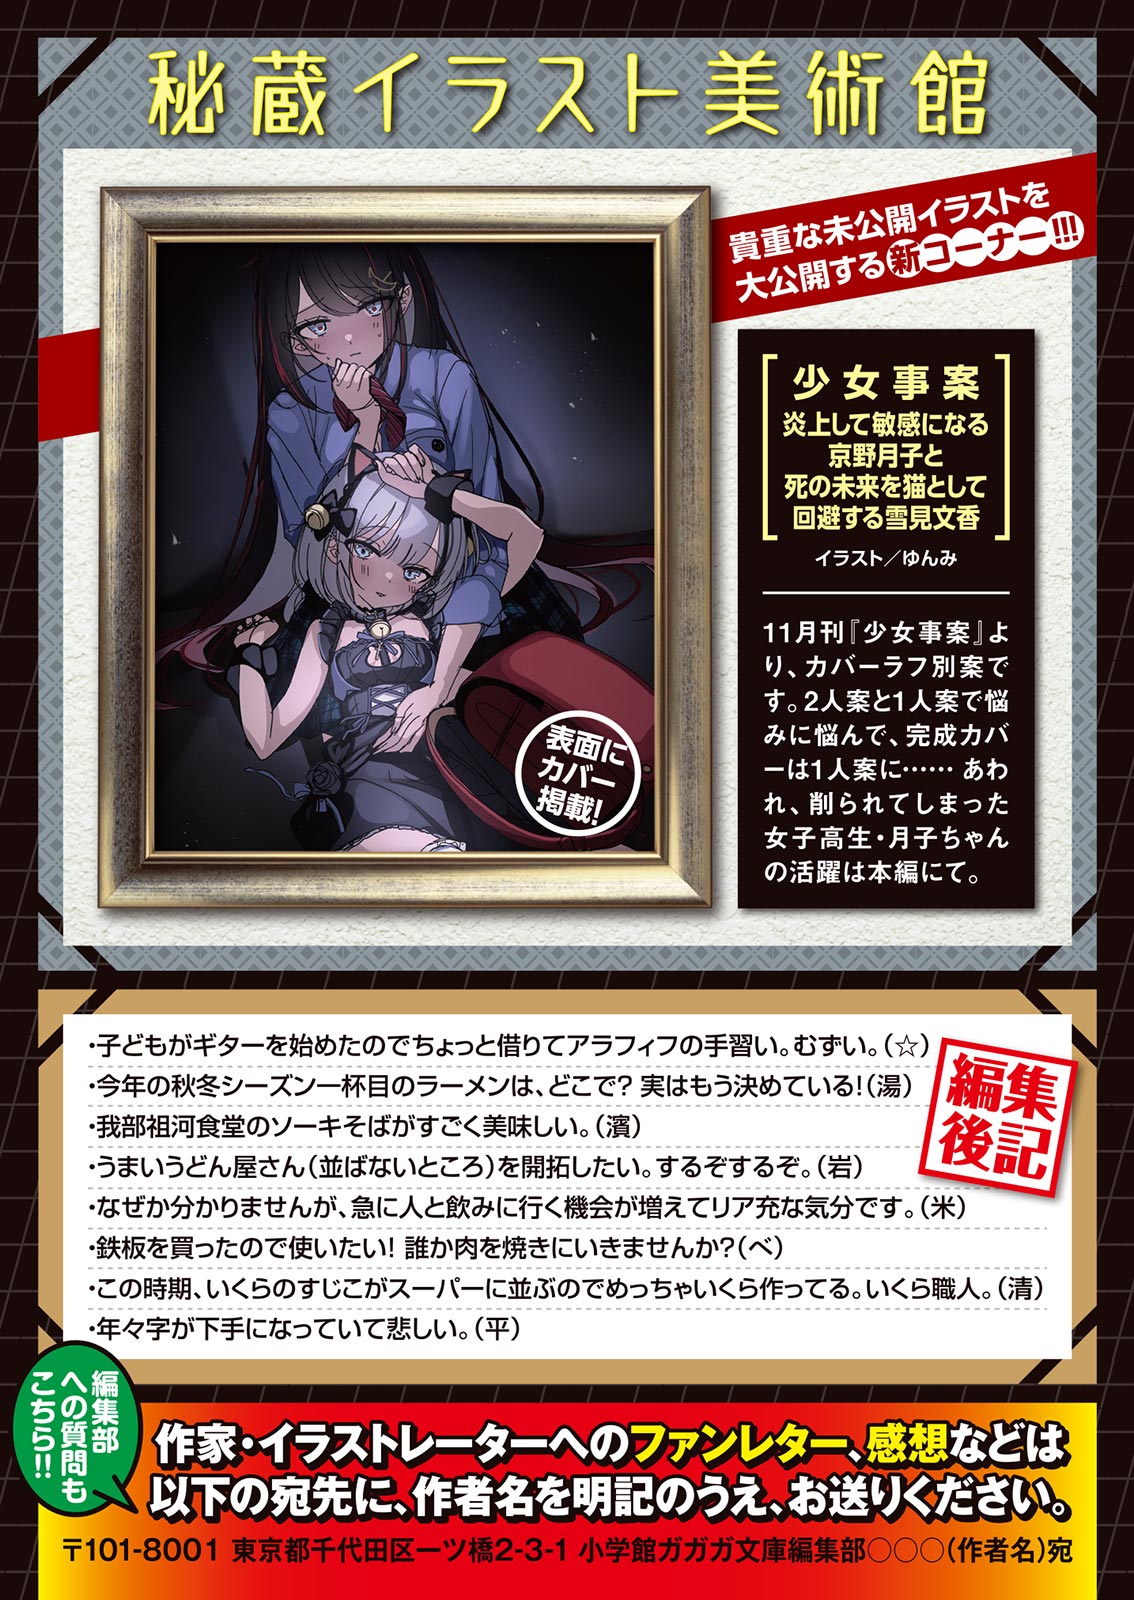 秘蔵イラスト美術館
貴重な未公開イラストを
大公開する新コーナー!!!
少女事案
炎上して敏感になる
京野月子と
死の未来を猫として
回避する雪見文香
イラスト／ゆんみ
11月刊『少女事案』よ
り、カバーラフ別案で
す。2人案と1人案で悩
みに悩んで、完成カバ
ーは1人案に…… あわ
れ、削られてしまった
女子高生・月子ちゃん
の活躍は本編にて。
表面に
カバー
掲載!
編集
後記
・子どもがギターを始めたのでちょっと借りてアラフィフの手習い。むずい。（☆）
・今年の秋冬シーズン一杯目のラーメンは、どこで? 実はもう決めている!（湯）
・我部祖河食堂のソーキそばがすごく美味しい。（濱）
・うまいうどん屋さん（並ばないところ）を開拓したい。するぞするぞ。（岩）
・なぜか分かりませんが、急に人と飲みに行く機会が増えてリア充な気分です。（米）
・鉄板を買ったので使いたい! 誰か肉を焼きにいきませんか?（べ）
・この時期、いくらのすじこがスーパーに並ぶのでめっちゃいくら作ってる。いくら職人。（清）
・年々字が下手になっていて悲しい。（平）
編集部
への質問も
こちら!!
作家・イラストレーターへのファンレター、感想などは
以下の宛先に、作者名を明記のうえ、お送りください。
〒101-8001 東京都千代田区一ツ橋2-3-1 小学館ガガガ文庫編集部○○○(作者名)宛